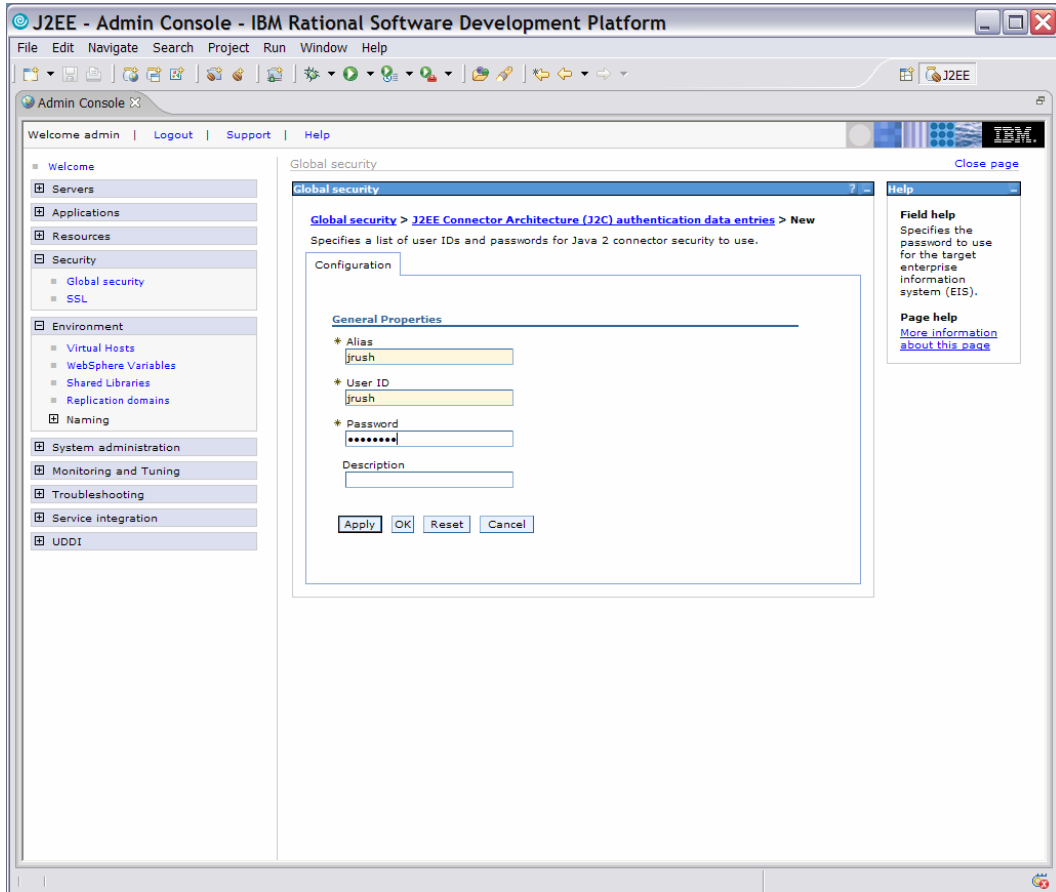 J2EE - Admin Console - IBM Rational Software Development Platform
File Edit Navigate Search Project Run Window Help
J2EE
Admin Console
Welcome admin | Logout | Support | Help
IBM.
Welcome
Servers
Applications
Resources
Security
Global security
SSL
Environment
Virtual Hosts
WebSphere Variables
Shared Libraries
Replication domains
Naming
System administration
Monitoring and Tuning
Troubleshooting
Service integration
UDDI
Global security
Close page
Global security ? –
Global security > J2EE Connector Architecture (J2C) authentication data entries > New
Specifies a list of user IDs and passwords for Java 2 connector security to use.
Configuration
General Properties
* Alias
jrush
* User ID
jrush
* Password
••••••••
Description
Apply OK Reset Cancel
Help –
Field help
Specifies the
password to use
for the target
enterprise
information
system (EIS).
Page help
More information
about this page